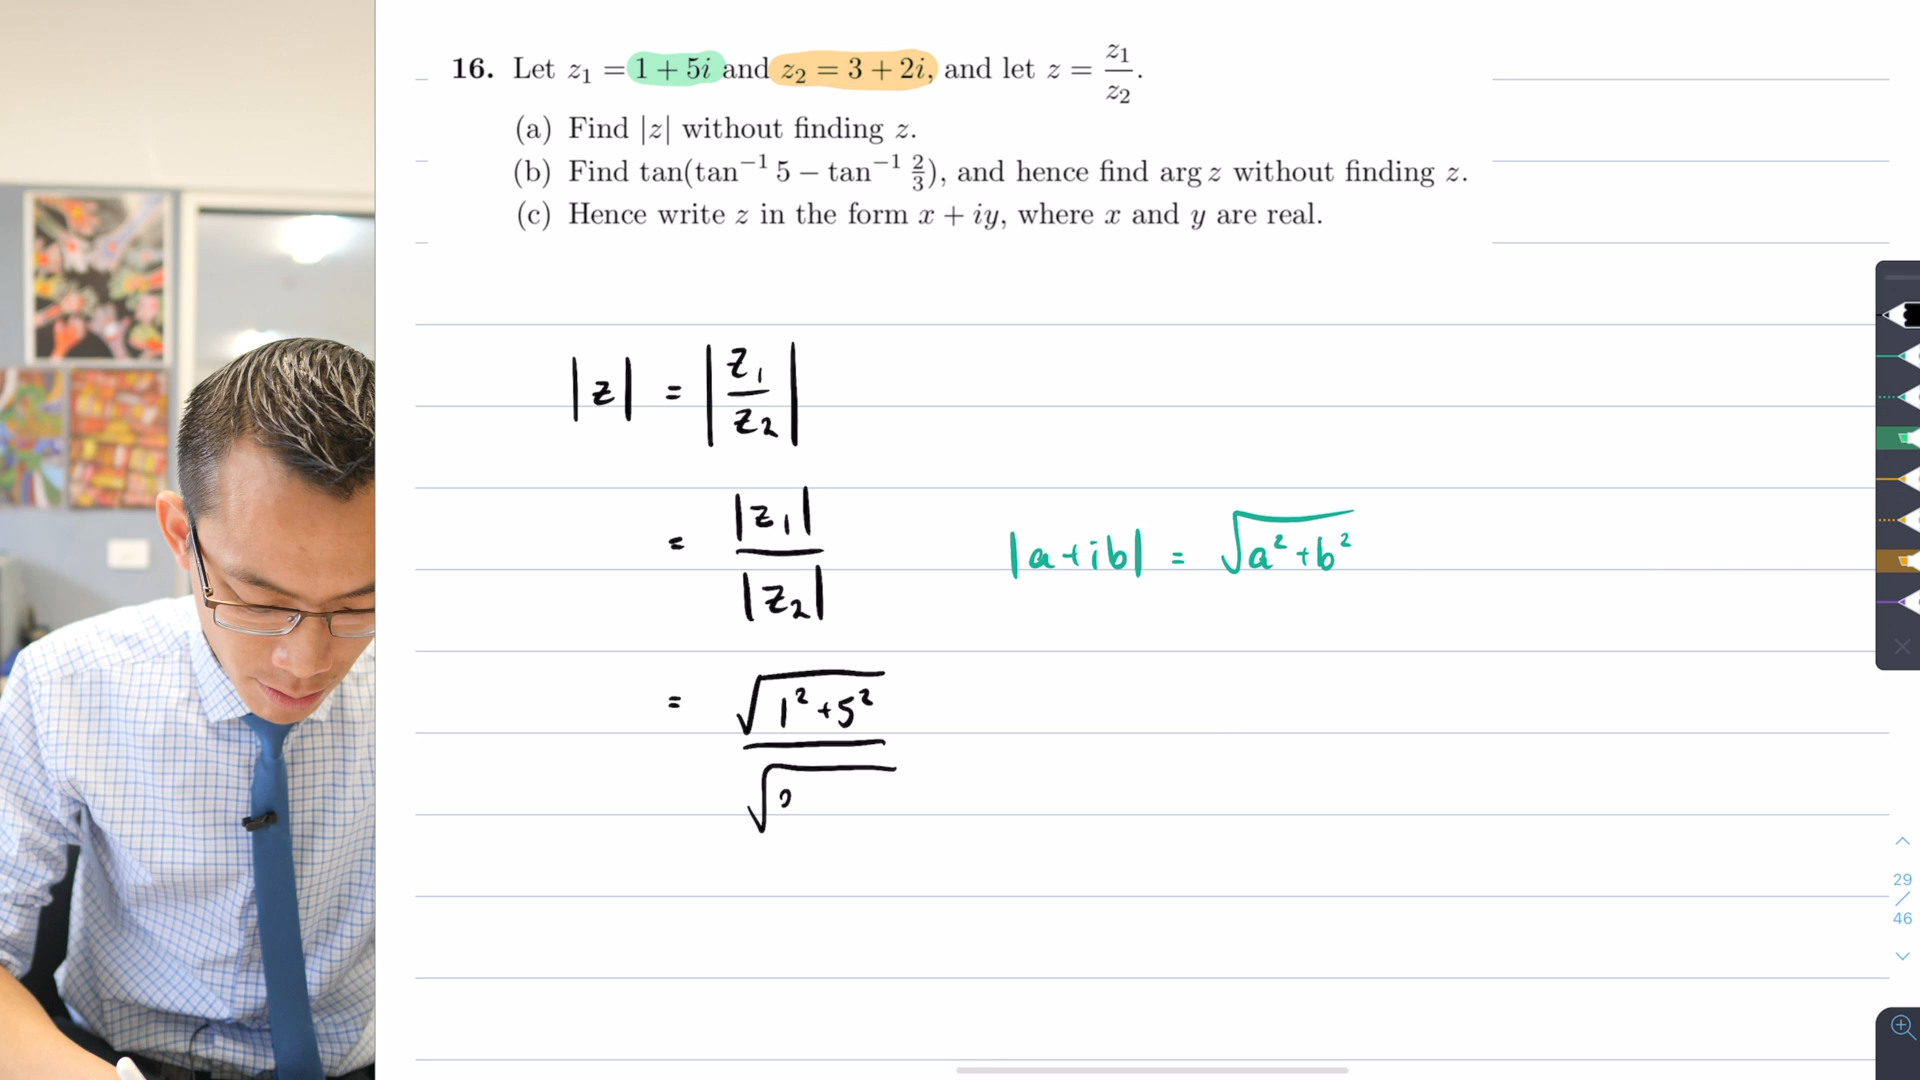 16. Let z₁ = 1 + 5i and z₂ = 3 + 2i, and let z = z₁/z₂.
(a) Find |z| without finding z.
(b) Find tan(tan⁻¹ 5 − tan⁻¹ 2/3), and hence find arg z without finding z.
(c) Hence write z in the form x + iy, where x and y are real.
|z| = |z₁/z₂|
= |z₁|/|z₂|
|a+ib| = √(a²+b²)
= √(1²+5²)/√
29
/
46